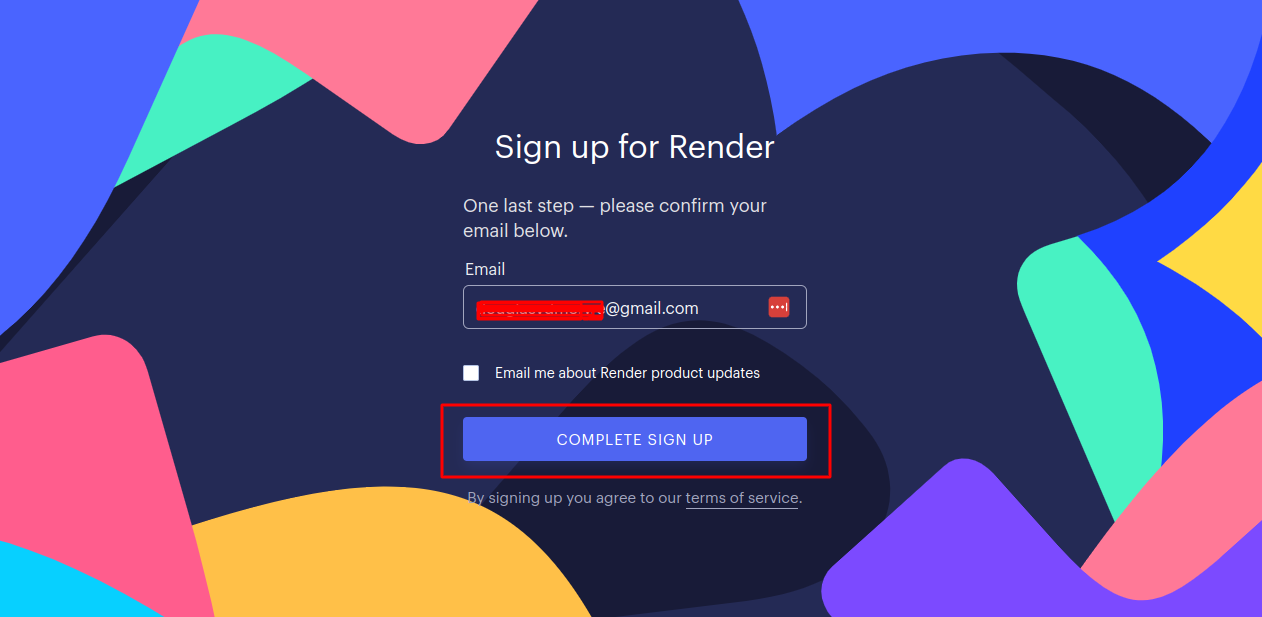 Sign up for Render
One last step — please confirm your
email below.
Email
@gmail.com
Email me about Render product updates
COMPLETE SIGN UP
By signing up you agree to our terms of service.